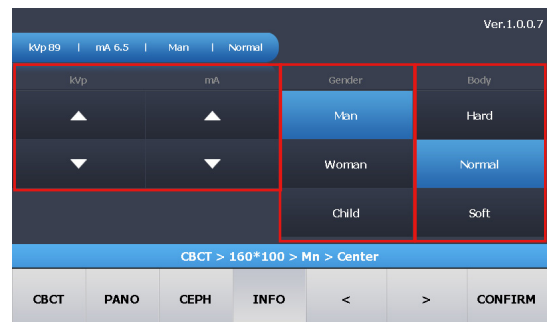 Ver.1.0.0.7
kVp 89 | mA 6.5 | Man | Normal
kVp mA Gender Body
Man Hard
Woman Normal
Child Soft
CBCT > 160*100 > Mn > Center
CBCT PANO CEPH INFO < > CONFIRM